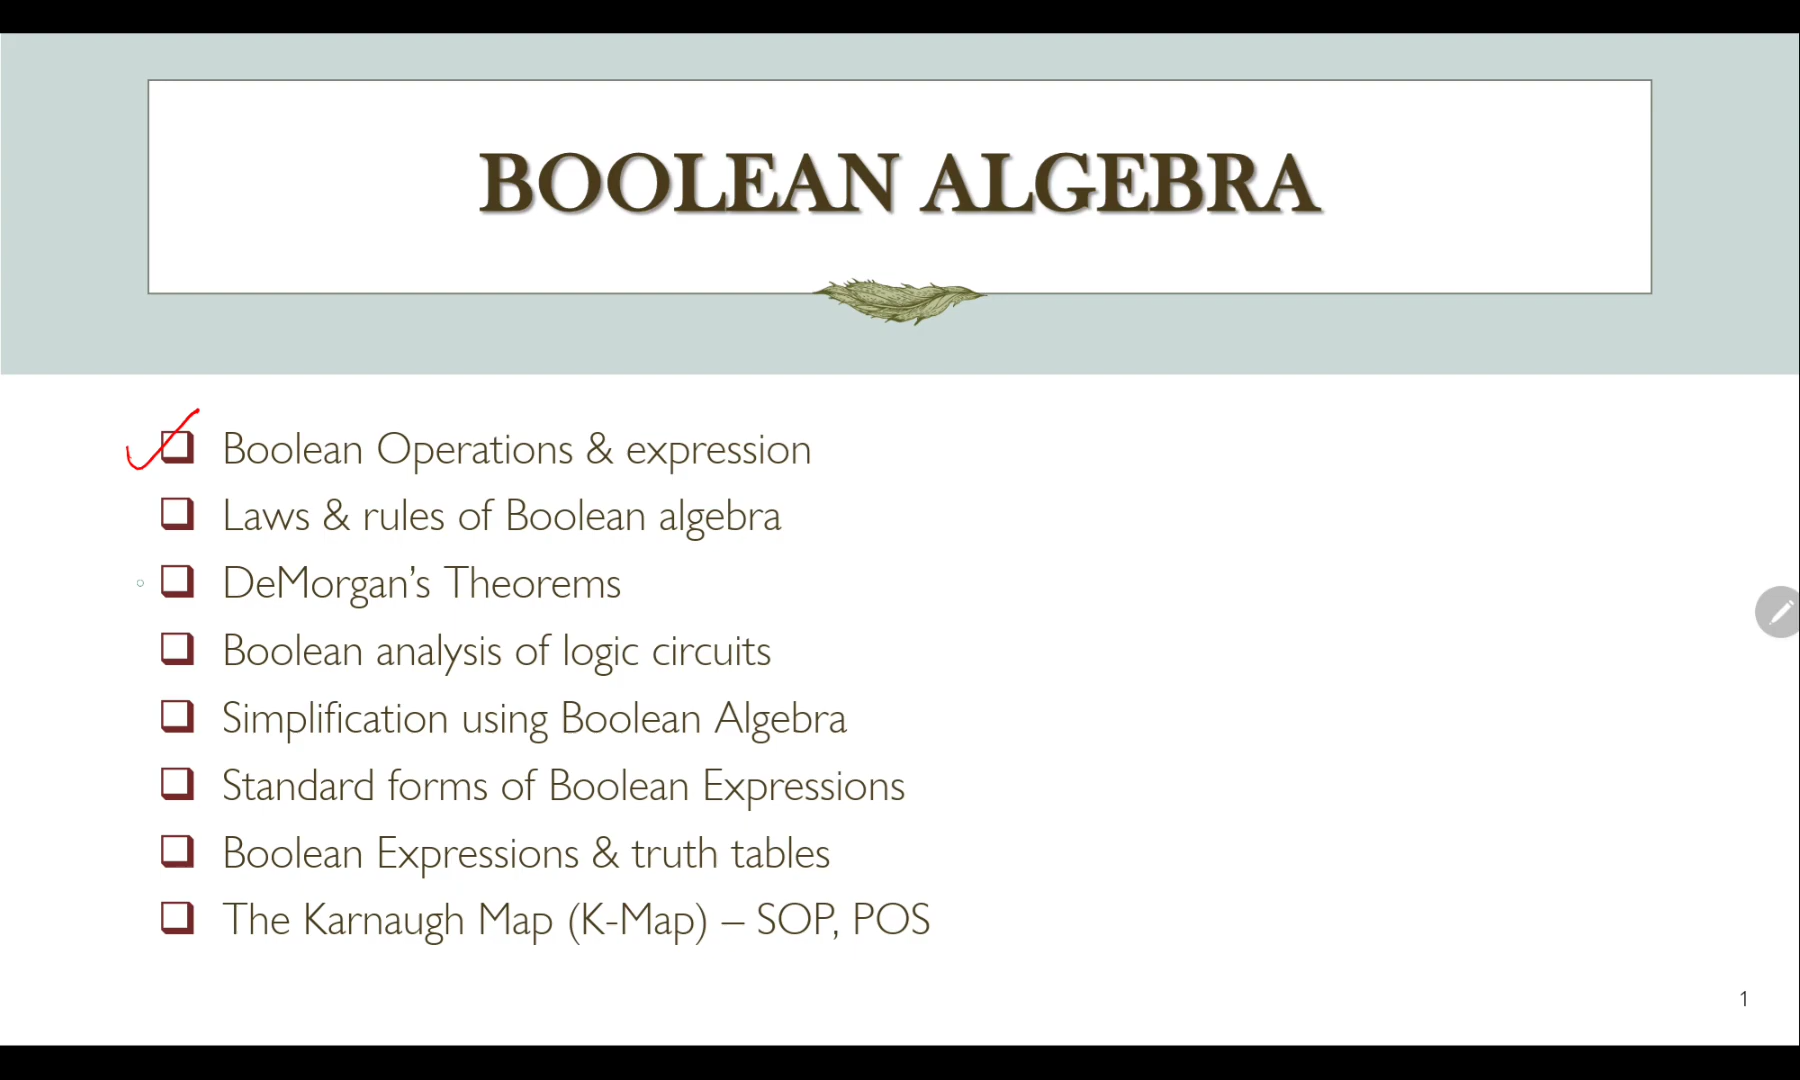 BOOLEAN ALGEBRA
Boolean Operations & expression
Laws & rules of Boolean algebra
DeMorgan’s Theorems
Boolean analysis of logic circuits
Simplification using Boolean Algebra
Standard forms of Boolean Expressions
Boolean Expressions & truth tables
The Karnaugh Map (K-Map) – SOP, POS
1